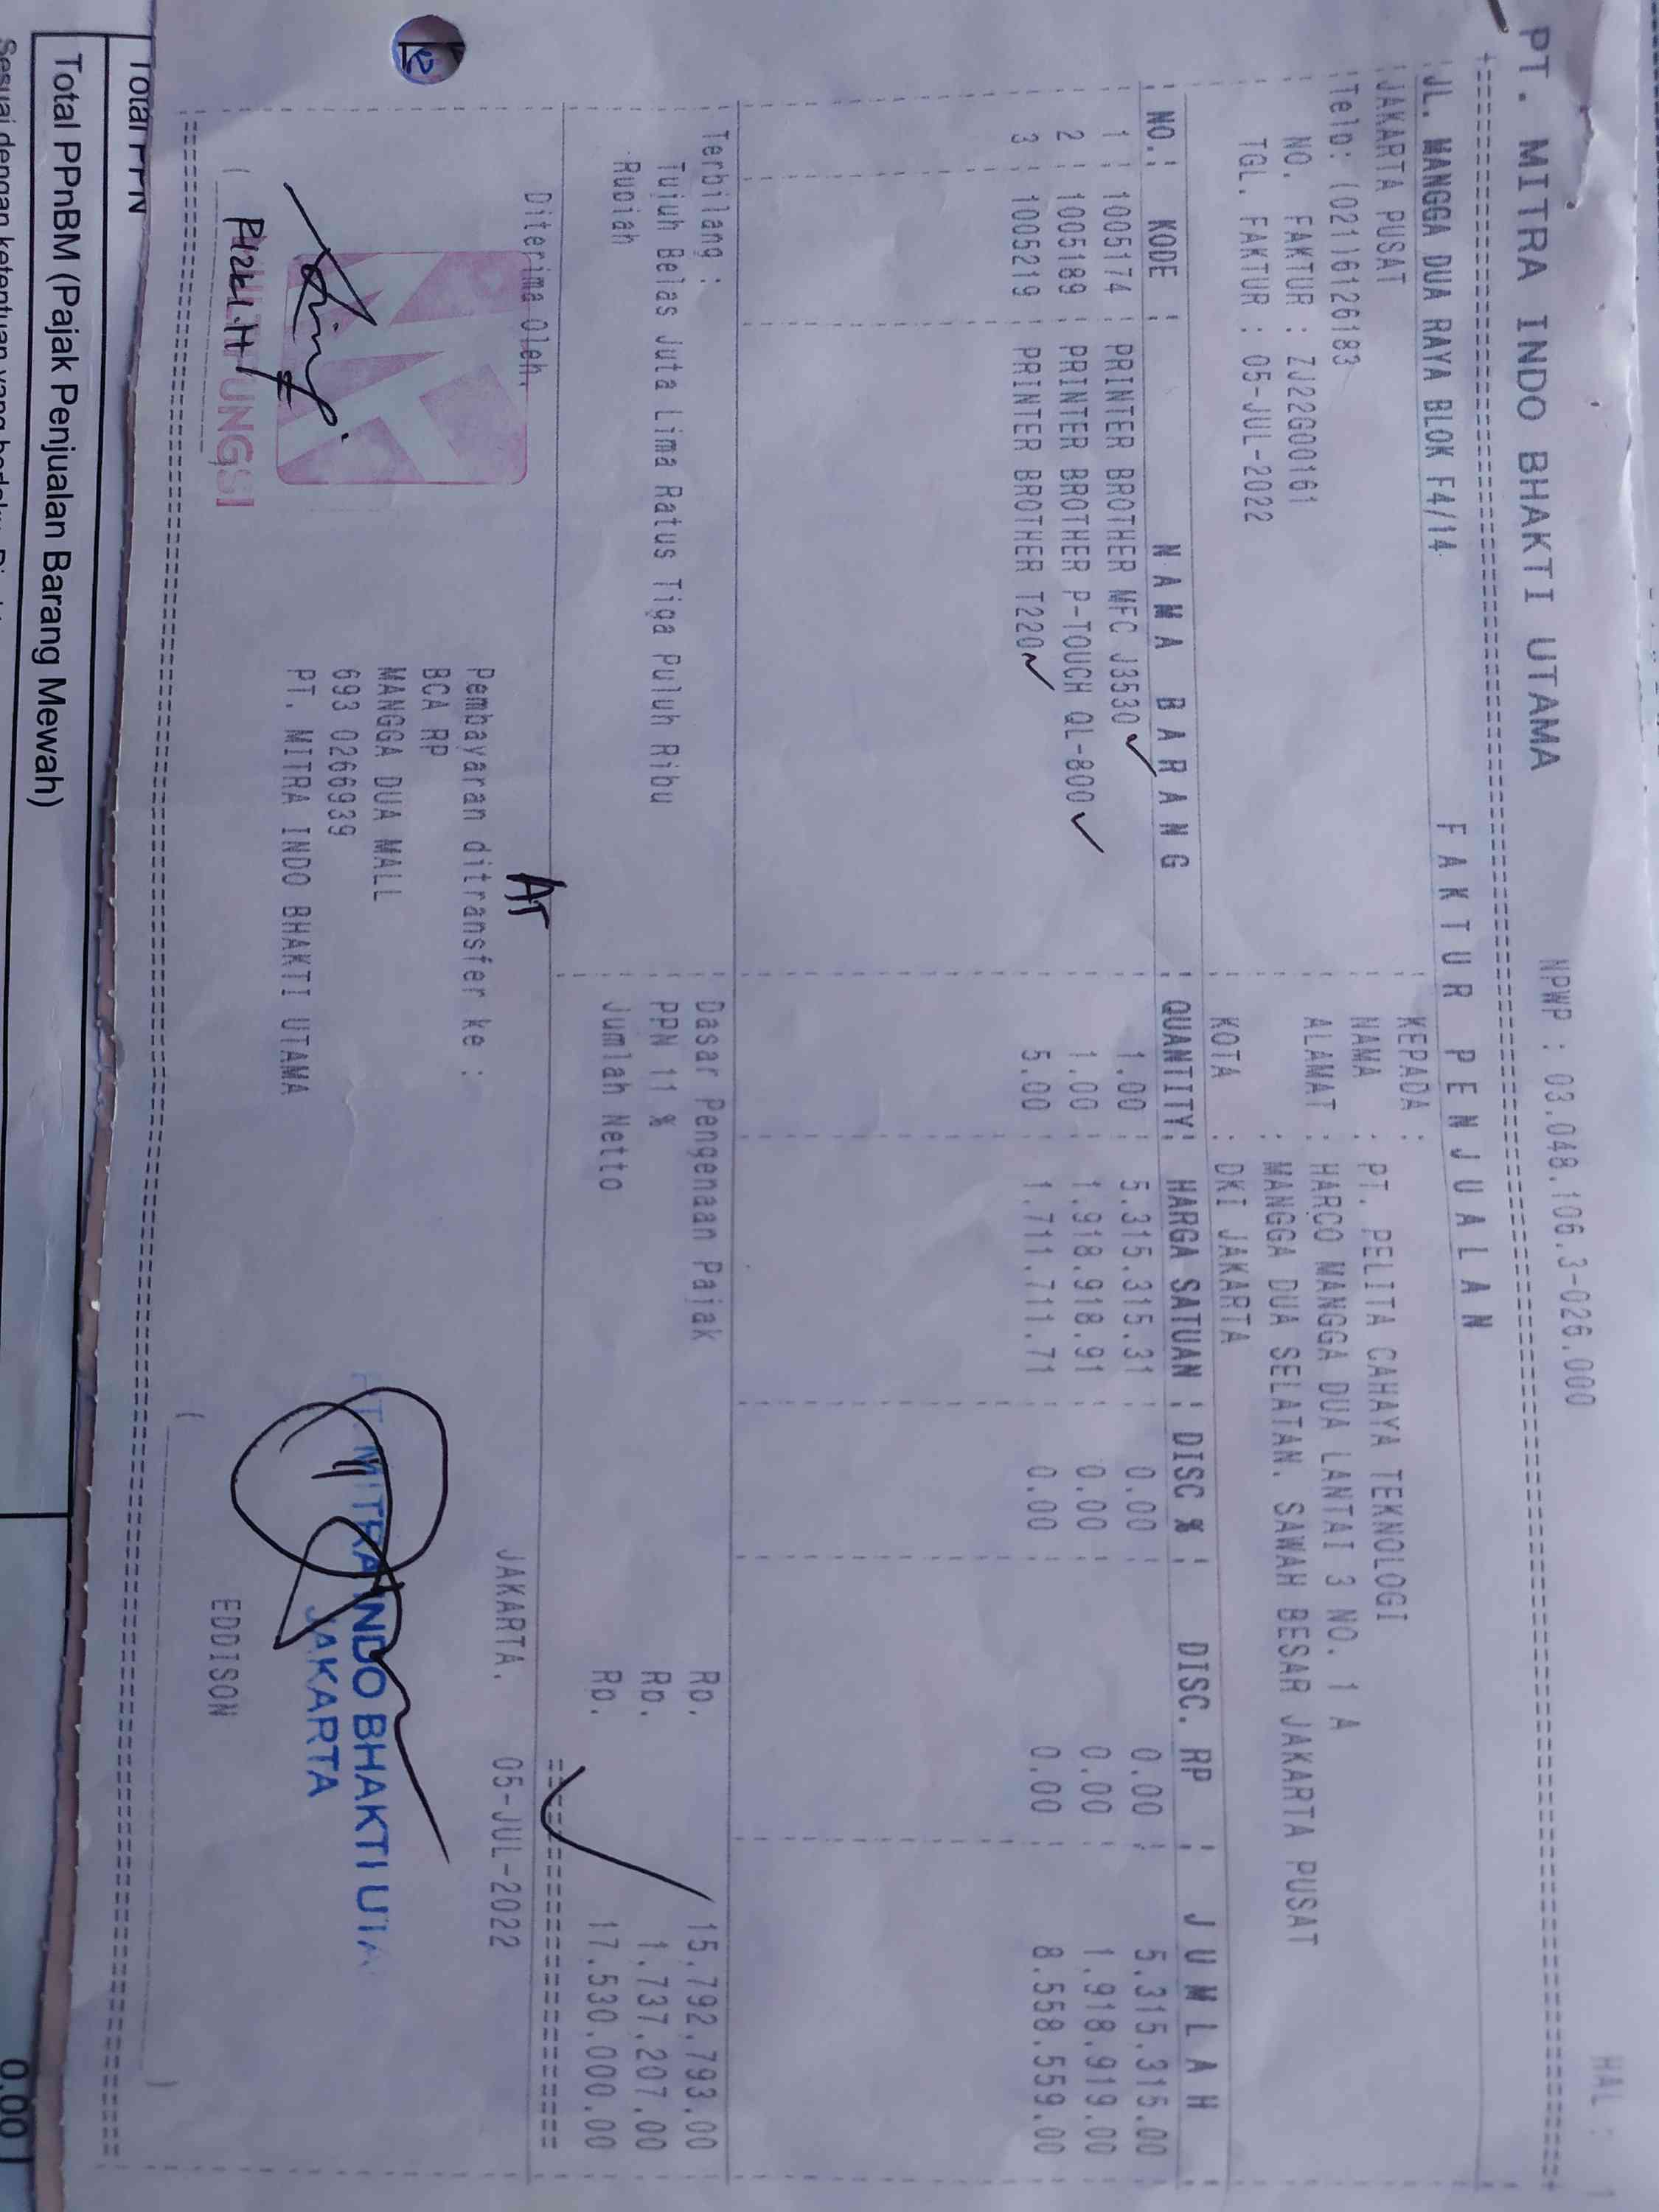 HAL :
PT. MITRA INDO BHAKTI UTAMA NPWP : 03.048.106.3-026.000
JL. MANGGA DUA RAYA BLOK F4/14 F A K T U R P E N J U A L A N
JAKARTA PUSAT KEPADA :
Telp: (021)6126183 NAMA : PT. PELITA CAHAYA TEKNOLOGI
NO. FAKTUR : ZJ22G00161 ALAMAT : HARCO MANGGA DUA LANTAI 3 NO. 1 A
TGL. FAKTUR : 05-JUL-2022 : MANGGA DUA SELATAN. SAWAH BESAR JAKARTA PUSAT
KOTA : DKI JAKARTA
NO.: KODE : N A M A B A R A N G : QUANTITY: HARGA SATUAN : DISC % : DISC. RP : J U M L A H
1 : 1005174 : PRINTER BROTHER MFC J3530 1.00 5.315.315.31 0.00 0.00 5.315.315.00
2 : 1005189 : PRINTER BROTHER P-TOUCH QL-800 1.00 1.918.918.91 0.00 0.00 1.918.919.00
3 : 1005219 : PRINTER BROTHER T220 5.00 1.711.711.71 0.00 0.00 8.558.559.00
Terbilang : Dasar Pengenaan Pajak Rp. 15.792.793.00
Tujuh Belas Juta Lima Ratus Tiga Puluh Ribu PPN 11 % Rp. 1.737.207.00
Rupiah Jumlah Netto Rp. 17.530.000.00
AT
Diterima Oleh, JAKARTA. 05-JUL-2022
Pembayaran ditransfer ke :
BCA RP
MANGGA DUA MALL
693 0266939
PT. MITRA INDO BHAKTI UTAMA
PT. MITRA INDO BHAKTI UTA
JAKARTA
( Rizki.H
UNGSI
( EDDISON )
Total PPN
Total PPnBM (Pajak Penjualan Barang Mewah) 0,00